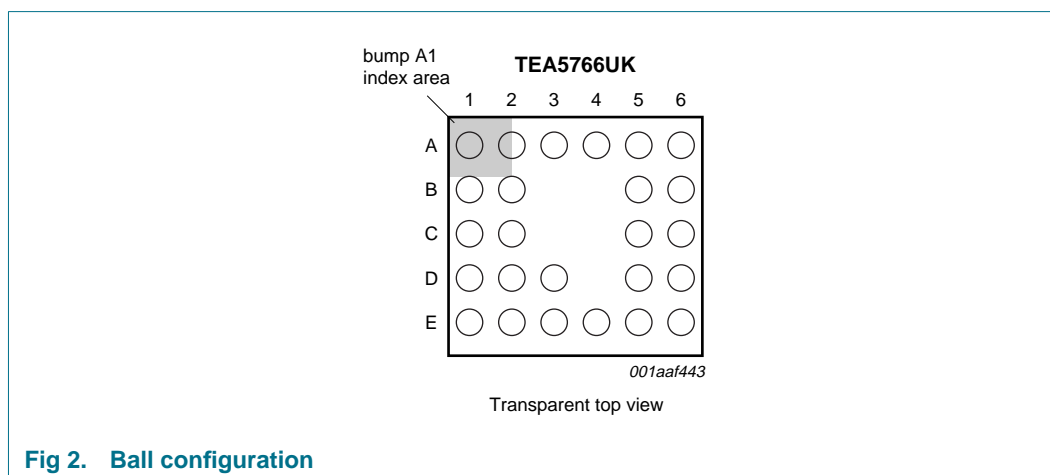 bump A1
index area
TEA5766UK
1 2 3 4 5 6
A
B
C
D
E
001aaf443
Transparent top view
Fig 2. Ball configuration